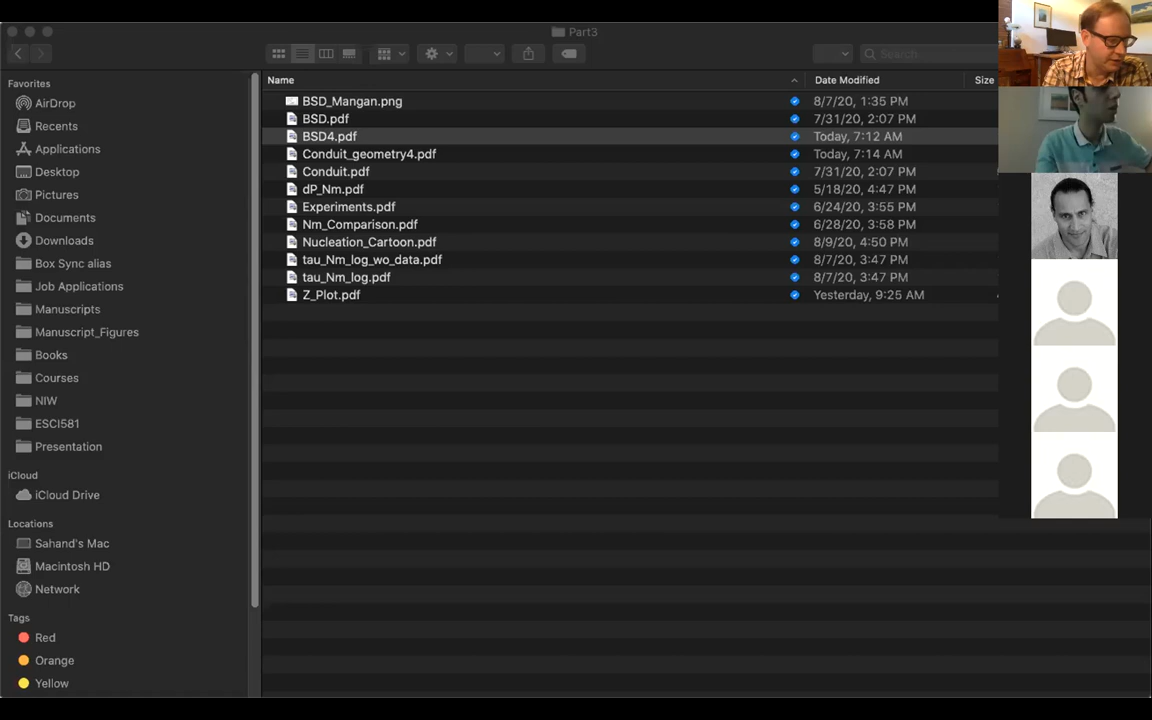 Part3
Search
Favorites
AirDrop
Recents
Applications
Desktop
Pictures
Documents
Downloads
Box Sync alias
Job Applications
Manuscripts
Manuscript_Figures
Books
Courses
NIW
ESCI581
Presentation
iCloud
iCloud Drive
Locations
Sahand's Mac
Macintosh HD
Network
Tags
Red
Orange
Yellow
Name Date Modified Size
BSD_Mangan.png 8/7/20, 1:35 PM
BSD.pdf 7/31/20, 2:07 PM
BSD4.pdf Today, 7:12 AM
Conduit_geometry4.pdf Today, 7:14 AM
Conduit.pdf 7/31/20, 2:07 PM
dP_Nm.pdf 5/18/20, 4:47 PM
Experiments.pdf 6/24/20, 3:55 PM
Nm_Comparison.pdf 6/28/20, 3:58 PM
Nucleation_Cartoon.pdf 8/9/20, 4:50 PM
tau_Nm_log_wo_data.pdf 8/7/20, 3:47 PM
tau_Nm_log.pdf 8/7/20, 3:47 PM
Z_Plot.pdf Yesterday, 9:25 AM